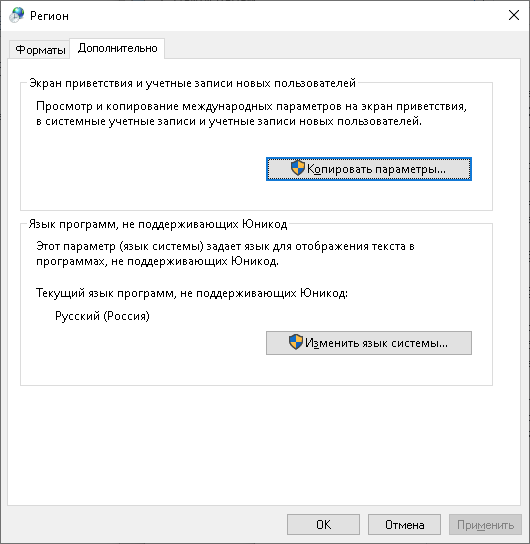 Регион
Форматы
Дополнительно
Экран приветствия и учетные записи новых пользователей
Просмотр и копирование международных параметров на экран приветствия,
в системные учетные записи и учетные записи новых пользователей.
Копировать параметры...
Язык программ, не поддерживающих Юникод
Этот параметр (язык системы) задает язык для отображения текста в
программах, не поддерживающих Юникод.
Текущий язык программ, не поддерживающих Юникод:
Русский (Россия)
Изменить язык системы...
ОК
Отмена
Применить